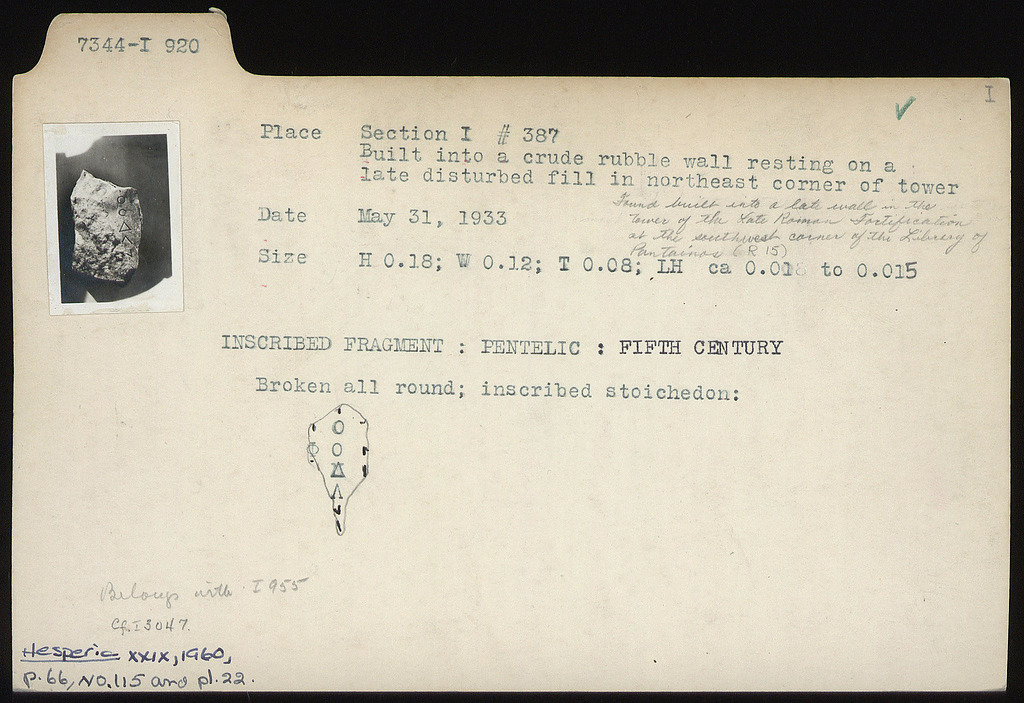 7344-I 920
I
✓
Place Section I # 387
Built into a crude rubble wall resting on a
late disturbed fill in northeast corner of tower
Found built into a late wall in the
tower of the Late Roman Fortification
at the southwest corner of the Library of
Pantainos (R 15)
Date May 31, 1933
Size H 0.18; W 0.12; T 0.08; LH ca 0.018 to 0.015
INSCRIBED FRAGMENT : PENTELIC : FIFTH CENTURY
Broken all round; inscribed stoichedon:
Ο
Ο Ο
Δ
Λ
Belongs with I 955
Cf. I 3047.
Hesperia XXIX, 1960,
p. 66, NO. 115 and pl. 22.